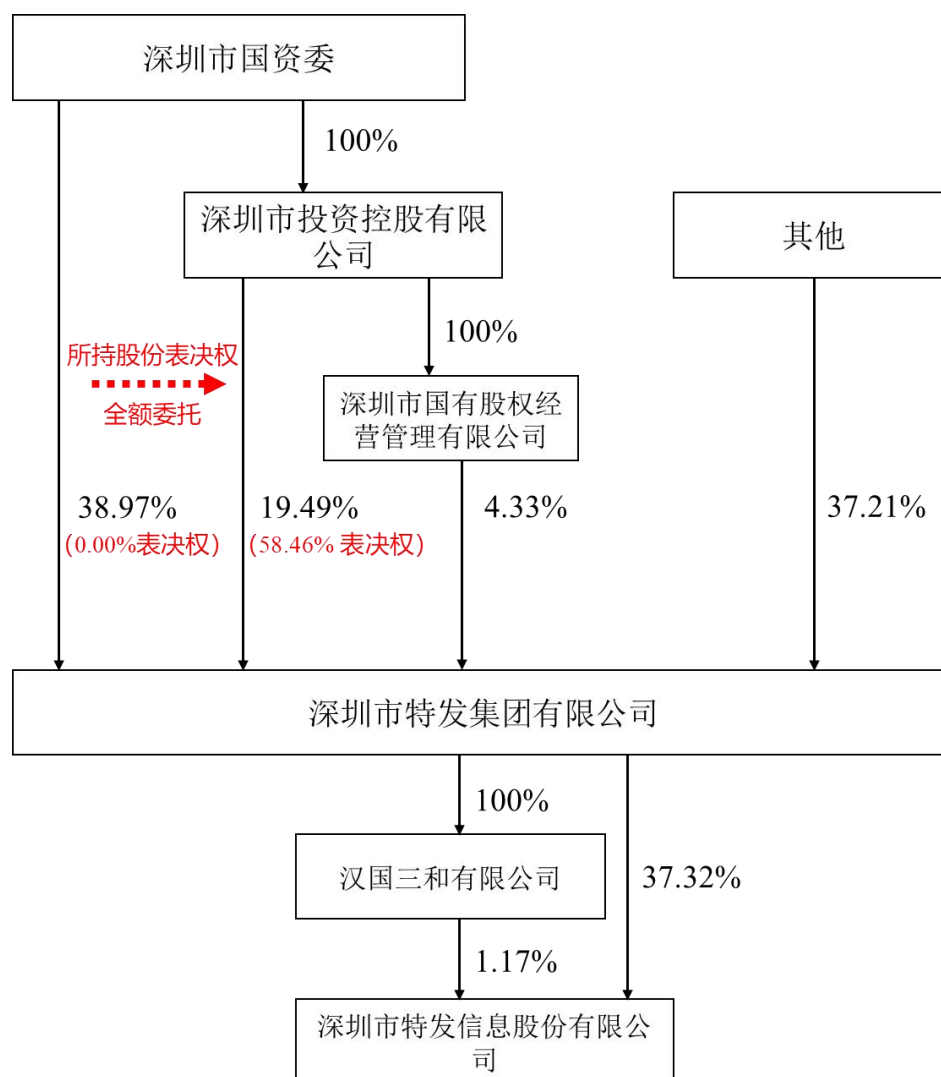 深圳市国资委
100%
深圳市投资控股有限
公司
其他
100%
所持股份表决权
全额委托
深圳市国有股权经
营管理有限公司
38.97%
（0.00%表决权）
19.49%
（58.46% 表决权）
4.33%
37.21%
深圳市特发集团有限公司
100%
汉国三和有限公司
37.32%
1.17%
深圳市特发信息股份有限公
司